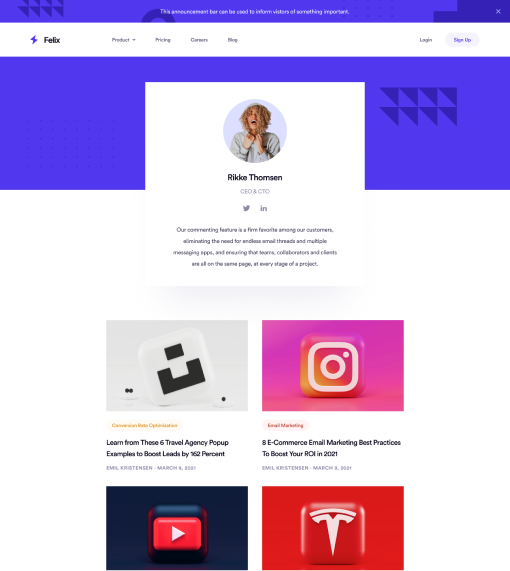 This announcement bar can be used to inform vistors of something important.
Felix
Product
Pricing
Careers
Blog
Login
Sign Up
Rikke Thomsen
CEO & CTO
Our commenting feature is a firm favorite among our customers,
eliminating the need for endless email threads and multiple
messaging apps, and ensuring that teams, collaborators and clients
are all on the same page, at every stage of a project.
Conversion Rate Optimisation
Learn from These 6 Travel Agency Popup
Examples to Boost Leads by 162 Percent
EMIL KRISTENSEN · MARCH 9, 2021
Email Marketing
8 E-Commerce Email Marketing Best Practices
To Boost Your ROI in 2021
EMIL KRISTENSEN · MARCH 9, 2021